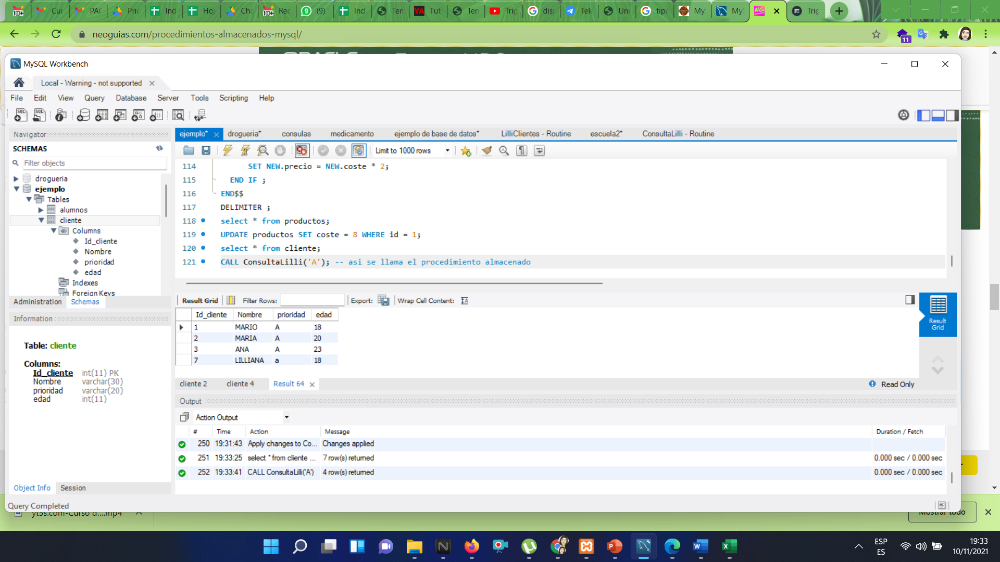 Cur
PAC
Pric
Ind
Hoj
Cha
Rec
(9)
Ind
Ten
YA Tut
Ten
Trig
disp
Tele
Uni
tipo
My
My
NG
Trig
neoguias.com/procedimientos-almacenados-mysql/
11
MySQL Workbench
Local - Warning - not supported
File Edit View Query Database Server Tools Scripting Help
Navigator
SCHEMAS
Filter objects
drogueria
ejemplo
Tables
alumnos
cliente
Columns
Id_cliente
Nombre
prioridad
edad
Indexes
Foreign Keys
Administration Schemas
Information
Table: cliente
Columns:
Id_cliente int(11) PK
Nombre varchar(30)
prioridad varchar(20)
edad int(11)
Object Info Session
Query Completed
ejemplo* drogueria* consulas medicamento ejemplo de base de datos* LilliClientes - Routine escuela2* ConsultaLilli - Routine
Limit to 1000 rows
114 SET NEW.precio = NEW.coste * 2;
115 END IF ;
116 END$$
117 DELIMITER ;
118 select * from productos;
119 UPDATE productos SET coste = 8 WHERE id = 1;
120 select * from cliente;
121 CALL ConsultaLilli('A'); -- asi se llama el procedimiento almacenado
Result Grid Filter Rows: Export: Wrap Cell Content:
Id_cliente Nombre prioridad edad
1 MARIO A 18
2 MARIA A 20
3 ANA A 23
7 LILLIANA a 18
Result Grid
cliente 2 cliente 4 Result 64
Read Only
Output
Action Output
# Time Action Message Duration / Fetch
250 19:31:43 Apply changes to Co... Changes applied
251 19:33:25 select * from cliente ... 7 row(s) returned 0.000 sec / 0.000 sec
252 19:33:41 CALL ConsultaLilli('A') 4 row(s) returned 0.000 sec / 0.000 sec
yt5s.com-Curso d....mp4
Mostrar todo
ESP
ES
19:33
10/11/2021